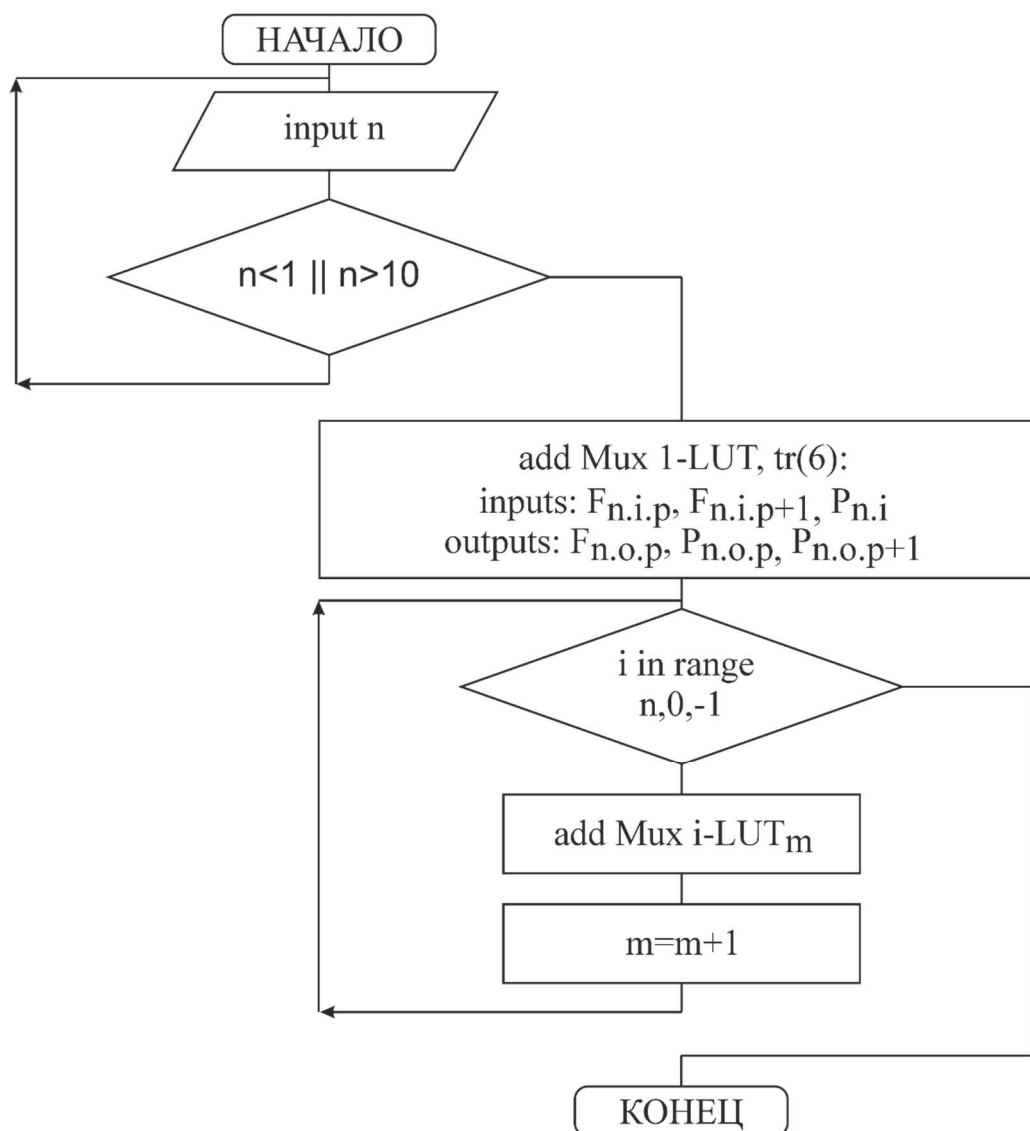 НАЧАЛО
input n
n<1 || n>10
add Mux 1-LUT, tr(6):
inputs: Fn.i.p, Fn.i.p+1, Pn.i
outputs: Fn.o.p, Pn.o.p, Pn.o.p+1
i in range
n,0,-1
add Mux i-LUTm
m=m+1
КОНЕЦ